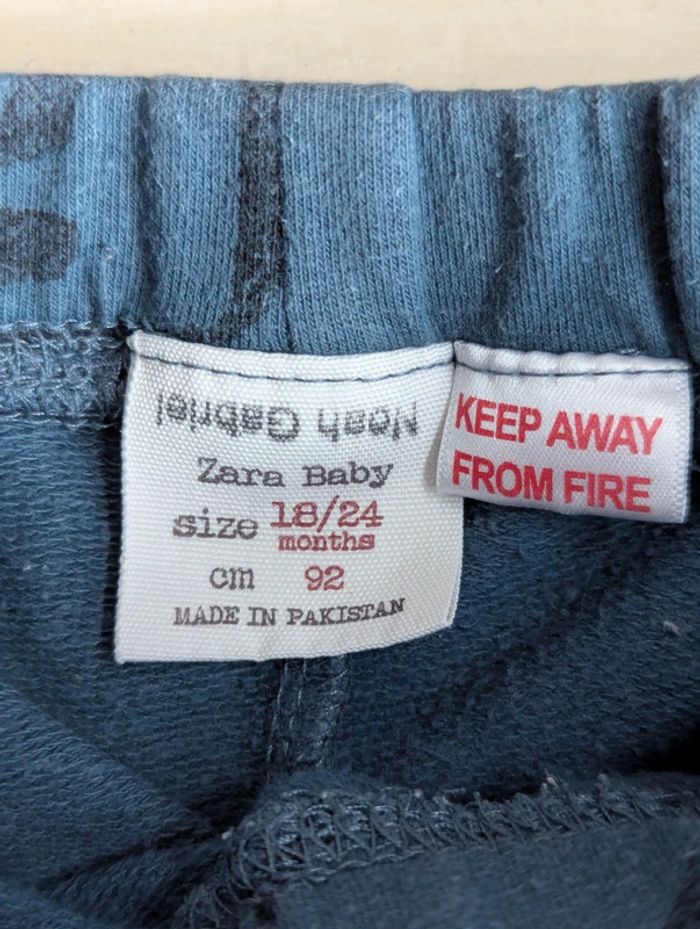 Noah Gabriel
Zara Baby
size 18/24
months
cm 92
MADE IN PAKISTAN
KEEP AWAY
FROM FIRE